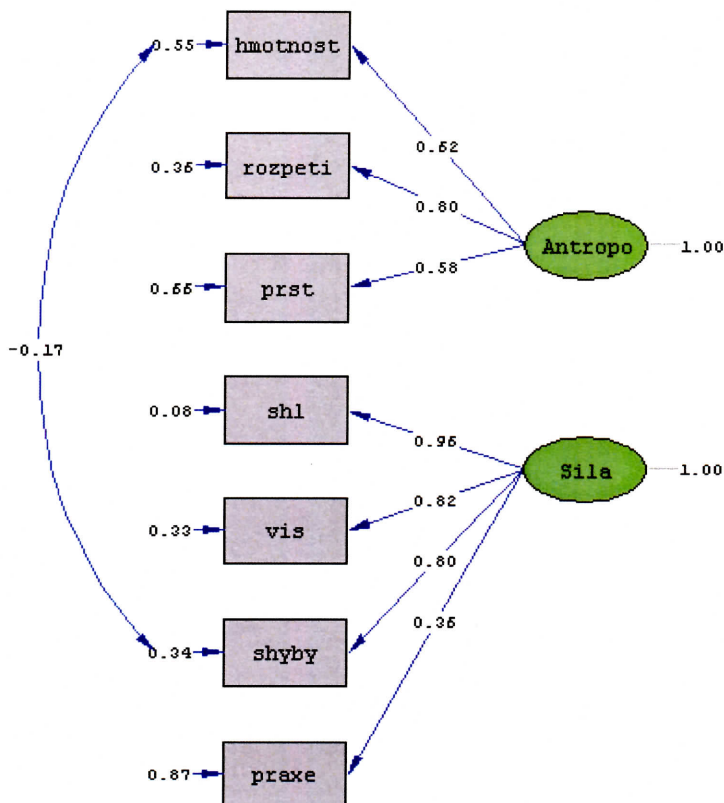 0.55 hmotnost
0.62
0.36 rozpeti
0.80
Antropo 1.00
0.58
0.66 prst
-0.17
0.08 shl
0.96
Sila 1.00
0.82
0.33 vis
0.80
0.36
0.34 shyby
0.87 praxe